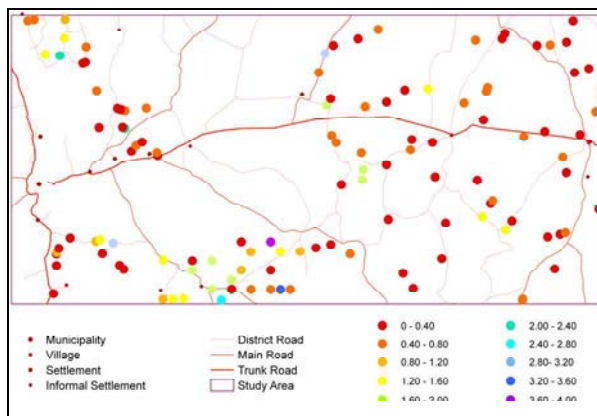 Municipality
Village
Settlement
Informal Settlement
District Road
Main Road
Trunk Road
Study Area
0 - 0.40
0.40 - 0.80
0.80 - 1.20
1.20 - 1.60
1.60 - 2.00
2.00 - 2.40
2.40 - 2.80
2.80- 3.20
3.20 - 3.60
3.60 - 4.00